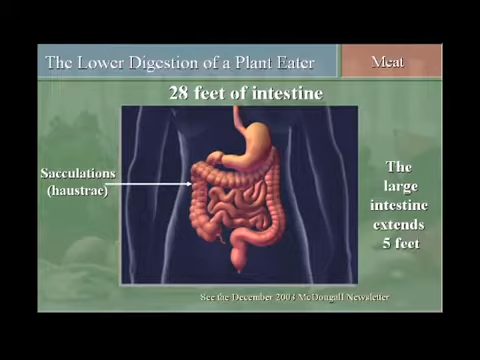 The Lower Digestion of a Plant Eater
Meat
28 feet of intestine
Sacculations
(haustrae)
The
large
intestine
extends
5 feet
See the December 2003 McDougall Newsletter